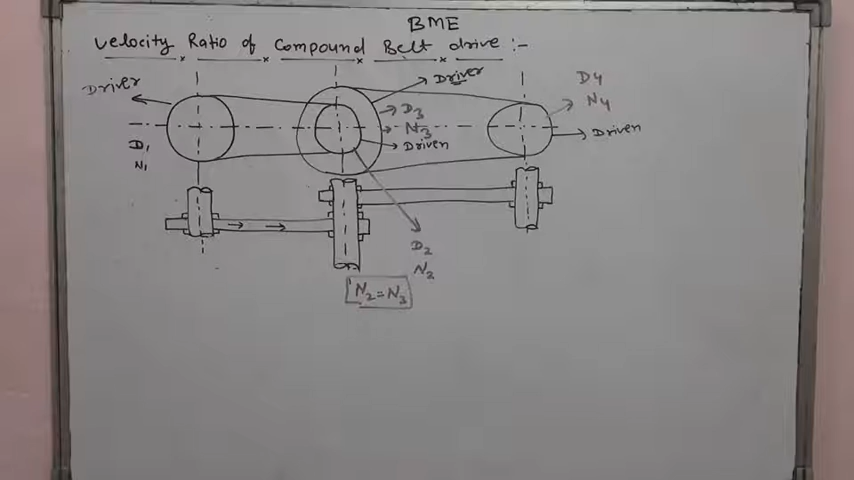 BME
Velocity Ratio of Compound Belt drive :-
Driver
Driver
D4
N4
D3
N3
Driven
Driven
D1
N1
D2
N2
N2 = N3